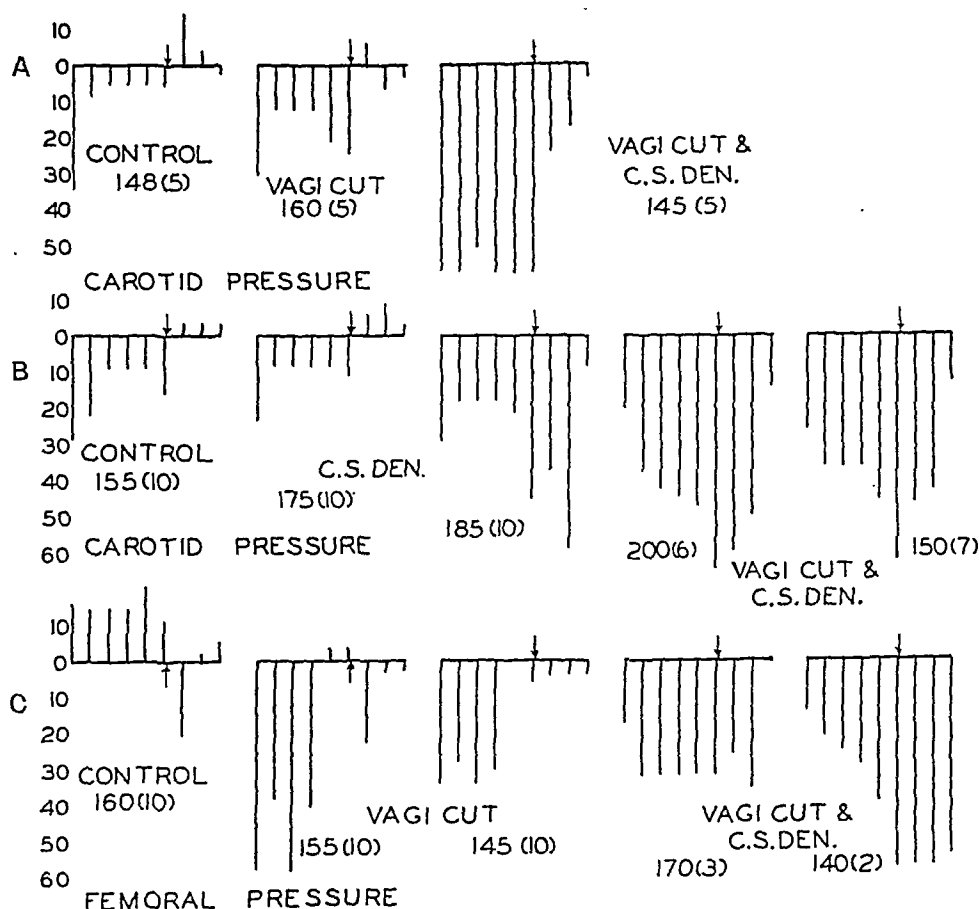 10
A 0
10
20
30
40
50
CONTROL
148(5)
VAGI CUT
160(5)
VAGI CUT &
C.S. DEN.
145(5)
CAROTID PRESSURE
10
B 0
10
20
30
40
50
60
CONTROL
155(10)
C.S. DEN.
175(10)
185(10)
200(6)
150(7)
VAGI CUT &
C.S. DEN.
CAROTID PRESSURE
10
0
C 10
20
30
40
50
60
CONTROL
160(10)
VAGI CUT
155(10)
145(10)
VAGI CUT &
C.S. DEN.
170(3)
140(2)
FEMORAL PRESSURE